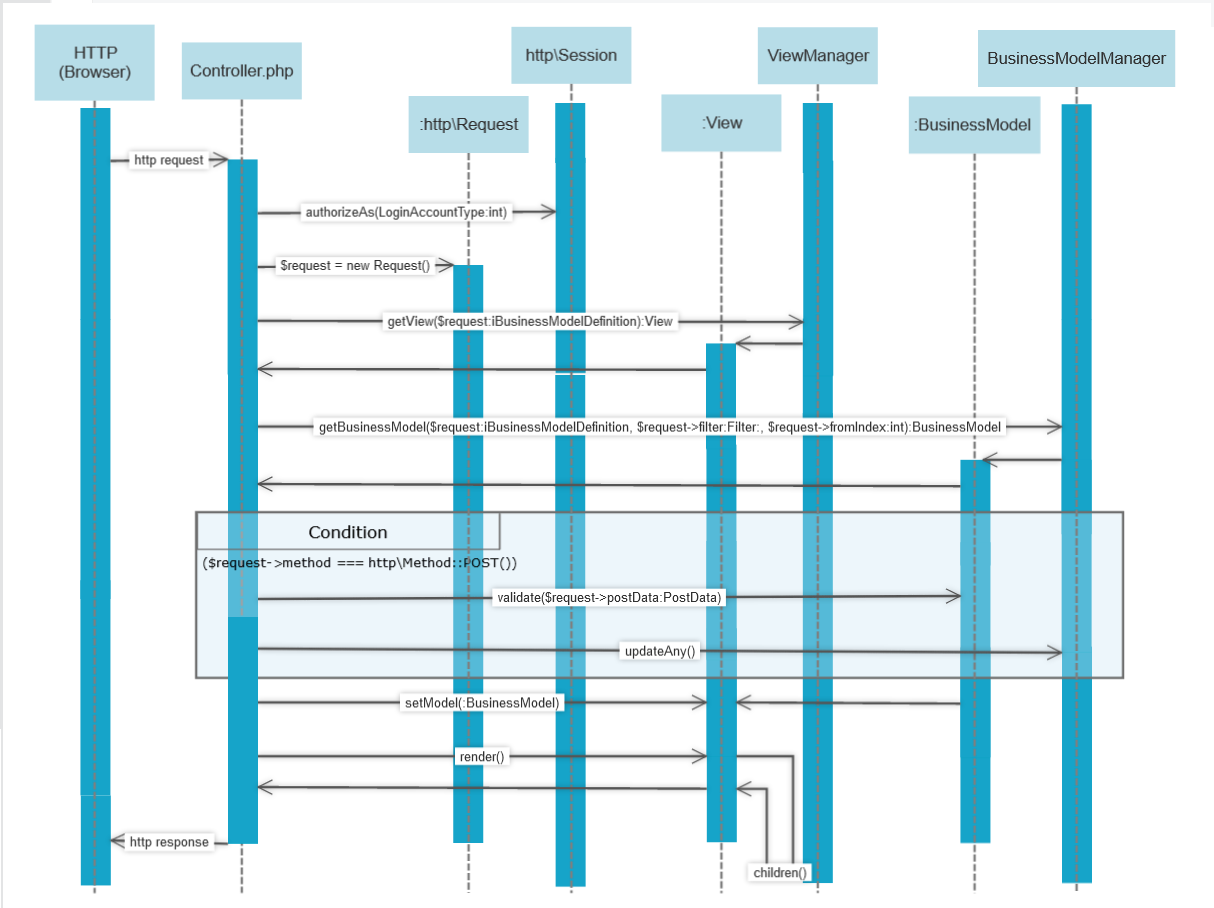 HTTP
(Browser)
Controller.php
http\Session
ViewManager
BusinessModelManager
:http\Request
:View
:BusinessModel
http request
authorizeAs(LoginAccountType:int)
$request = new Request()
getView($request:iBusinessModelDefinition):View
getBusinessModel($request:iBusinessModelDefinition, $request->filter:Filter:, $request->fromIndex:int):BusinessModel
Condition
($request->method === http\Method::POST())
validate($request->postData:PostData)
updateAny()
setModel(:BusinessModel)
render()
http response
children()